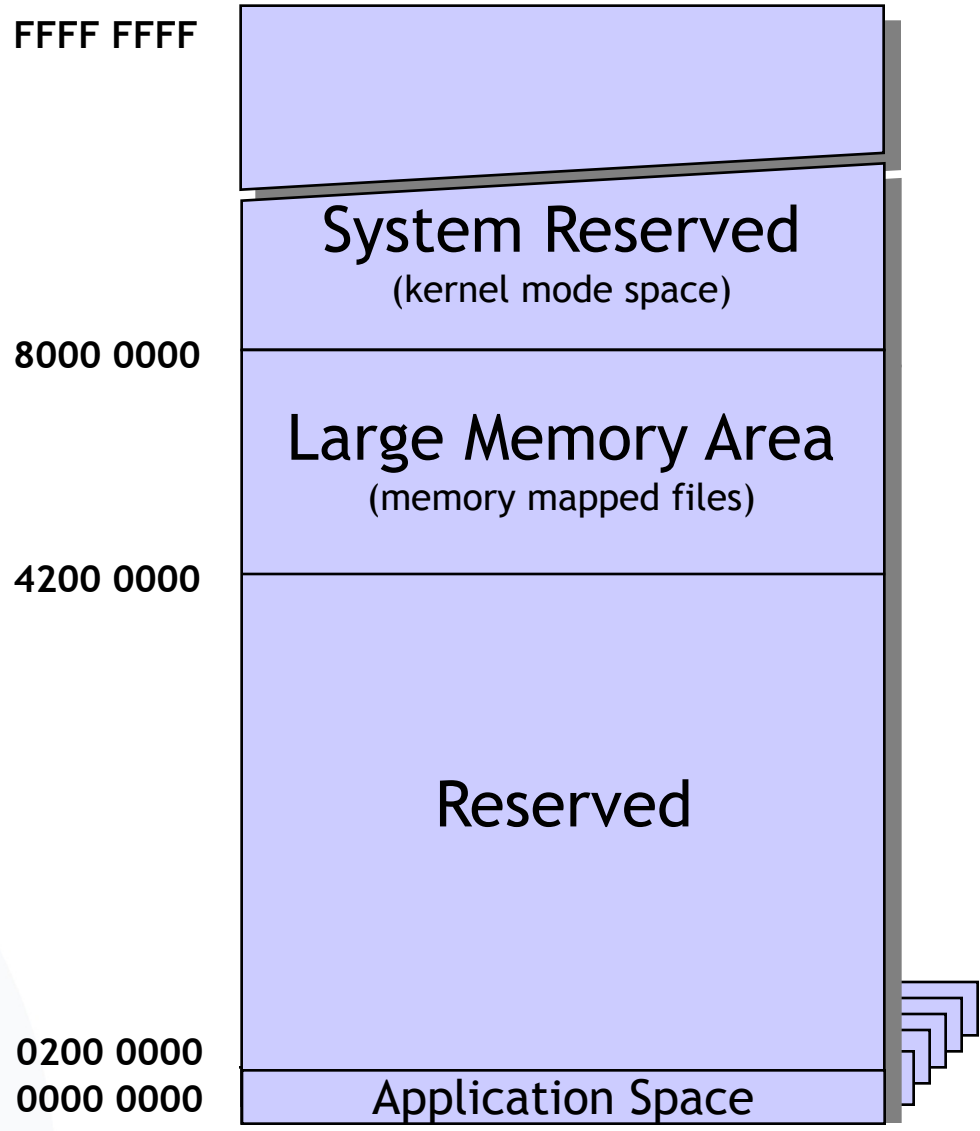 FFFF FFFF
System Reserved
(kernel mode space)
8000 0000
Large Memory Area
(memory mapped files)
4200 0000
Reserved
0200 0000
0000 0000
Application Space